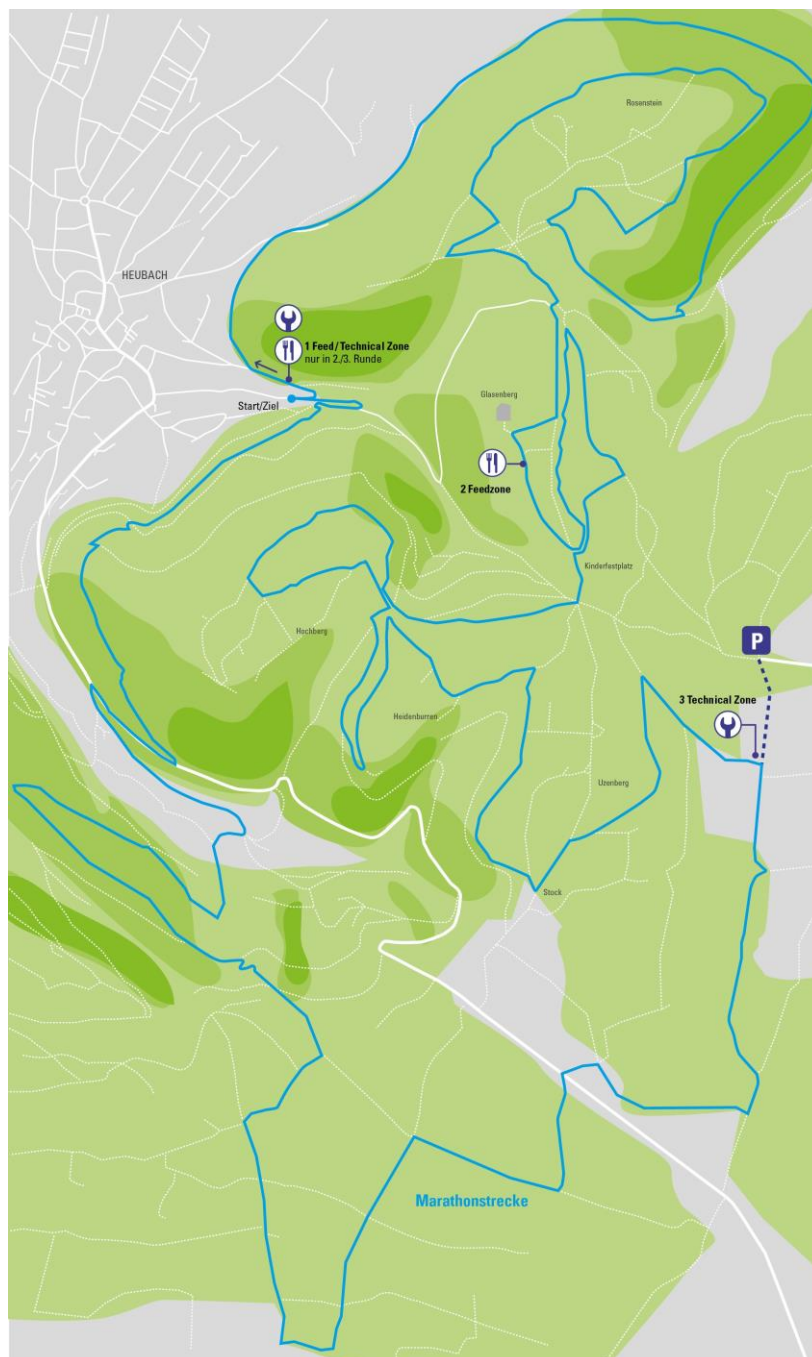 Rosenstein
HEUBACH
1 Feed/Technical Zone
nur in 2./3. Runde
Start/Ziel
Glasenberg
2 Feedzone
Kinderfestplatz
Hochberg
P
Heidenburren
3 Technical Zone
Uzenberg
Stock
Marathonstrecke